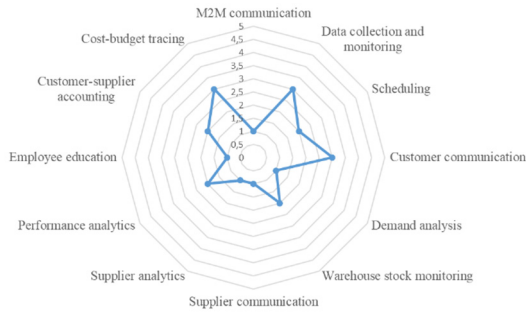 M2M communication
Cost-budget tracing
Data collection and
monitoring
Customer-supplier
accounting
Scheduling
5
4,5
4
3,5
3
2,5
2
1,5
1
0,5
0
Employee education
Customer communication
Performance analytics
Demand analysis
Supplier analytics
Warehouse stock monitoring
Supplier communication